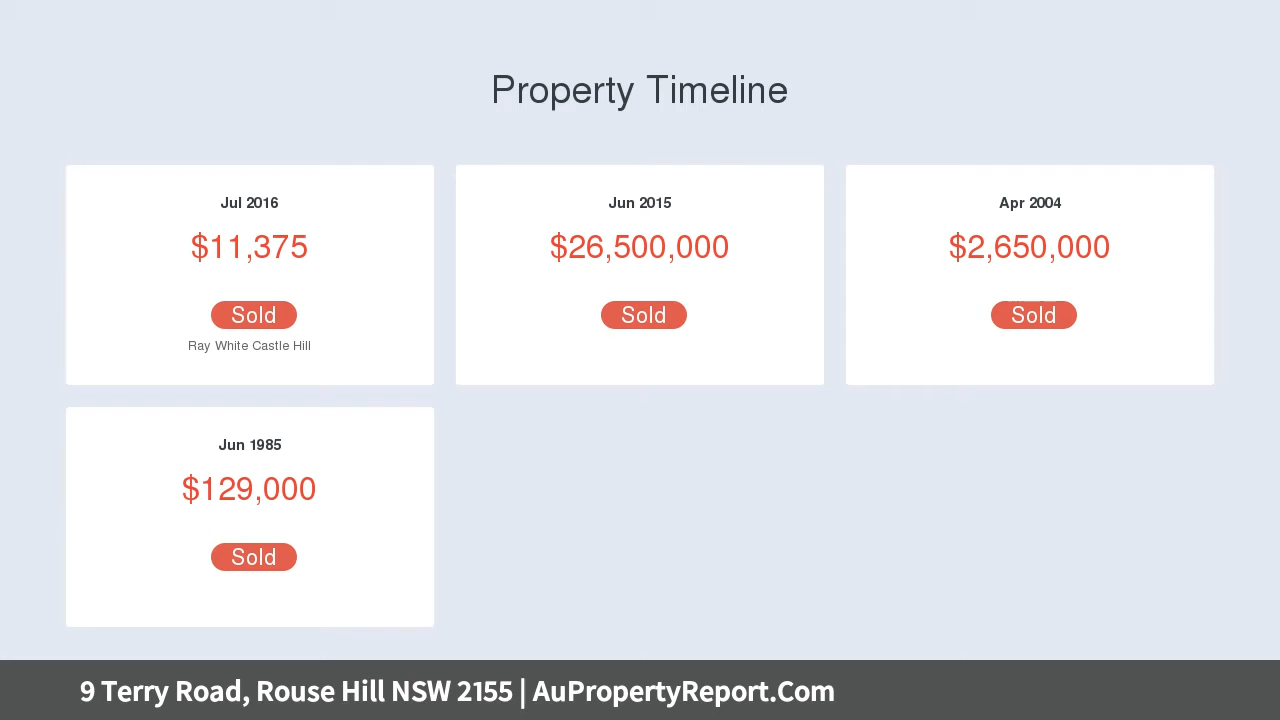 Property Timeline
Jul 2016
$11,375
Sold
Ray White Castle Hill
Jun 2015
$26,500,000
Sold
Apr 2004
$2,650,000
Sold
Jun 1985
$129,000
Sold
9 Terry Road, Rouse Hill NSW 2155 | AuPropertyReport.Com